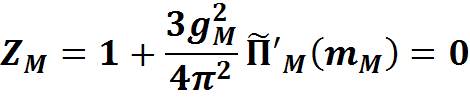 Z_M = 1 + \frac{3g_M^2}{4\pi^2} \widetilde{\Pi}'_M(m_M) = 0